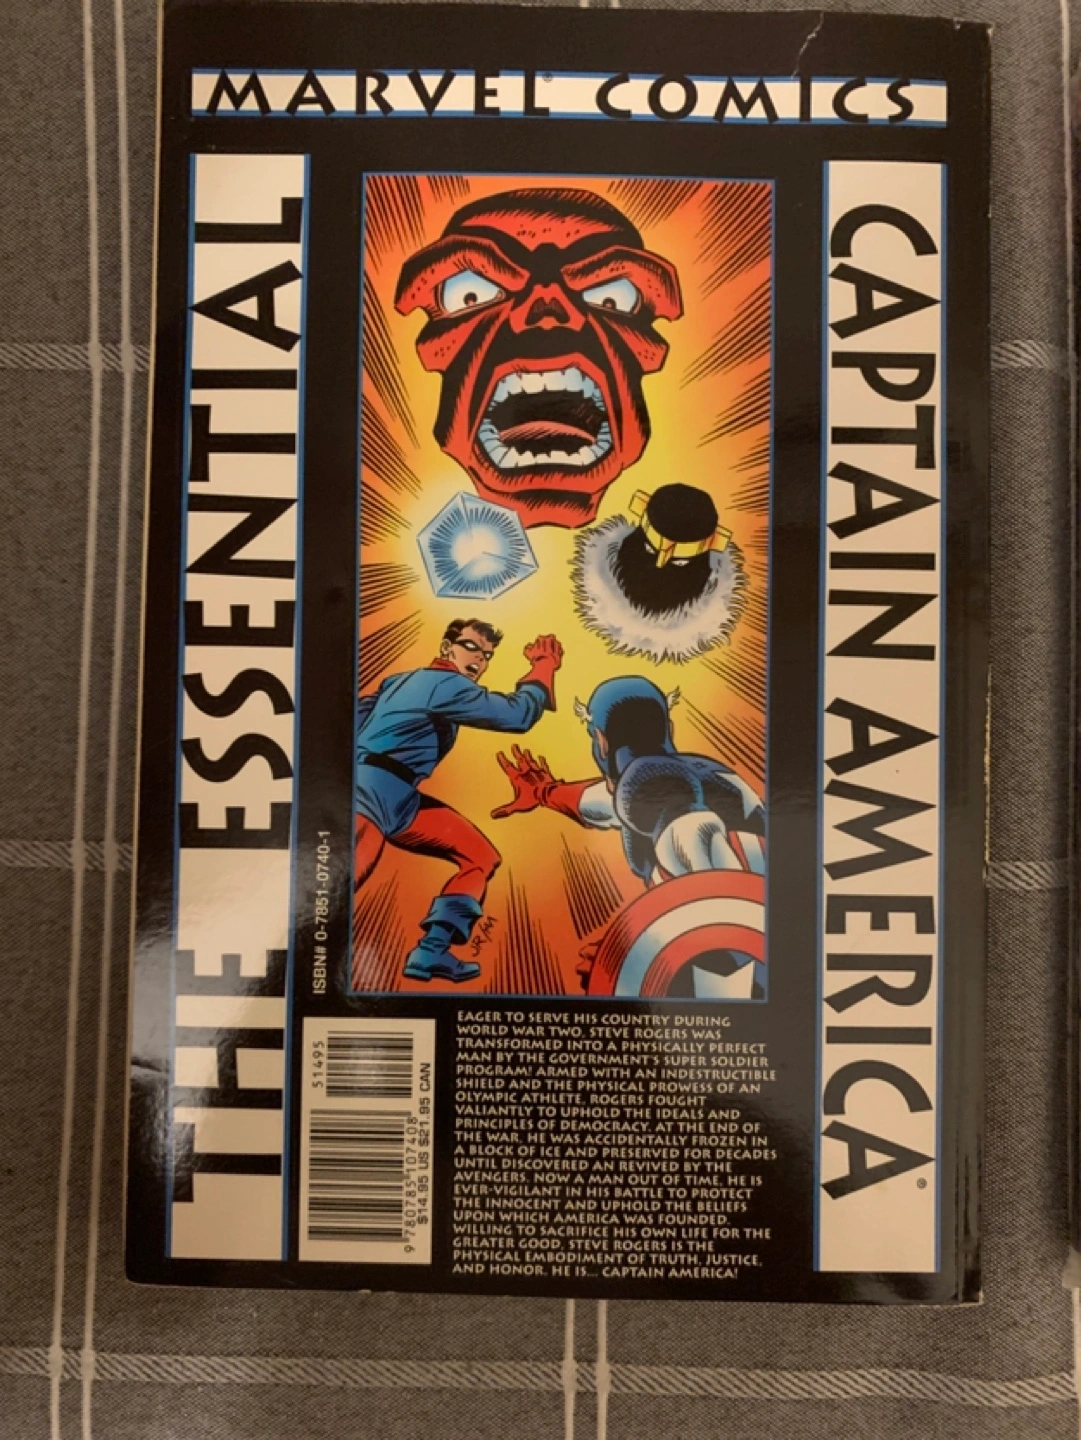 MARVEL® COMICS
THE ESSENTIAL
CAPTAIN AMERICA®
JR/AM
ISBN# 0-7851-0740-1
51495
9 780785 107408
$14.95 US $21.95 CAN
EAGER TO SERVE HIS COUNTRY DURING
WORLD WAR TWO, STEVE ROGERS WAS
TRANSFORMED INTO A PHYSICALLY PERFECT
MAN BY THE GOVERNMENT'S SUPER SOLDIER
PROGRAM! ARMED WITH AN INDESTRUCTIBLE
SHIELD AND THE PHYSICAL PROWESS OF AN
OLYMPIC ATHLETE, ROGERS FOUGHT
VALIANTLY TO UPHOLD THE IDEALS AND
PRINCIPLES OF DEMOCRACY. AT THE END OF
THE WAR, HE WAS ACCIDENTALLY FROZEN IN
A BLOCK OF ICE AND PRESERVED FOR DECADES
UNTIL DISCOVERED AN REVIVED BY THE
AVENGERS. NOW A MAN OUT OF TIME, HE IS
EVER-VIGILANT IN HIS BATTLE TO PROTECT
THE INNOCENT AND UPHOLD THE BELIEFS
UPON WHICH AMERICA WAS FOUNDED.
WILLING TO SACRIFICE HIS OWN LIFE FOR THE
GREATER GOOD, STEVE ROGERS IS THE
PHYSICAL EMBODIMENT OF TRUTH, JUSTICE,
AND HONOR. HE IS... CAPTAIN AMERICA!